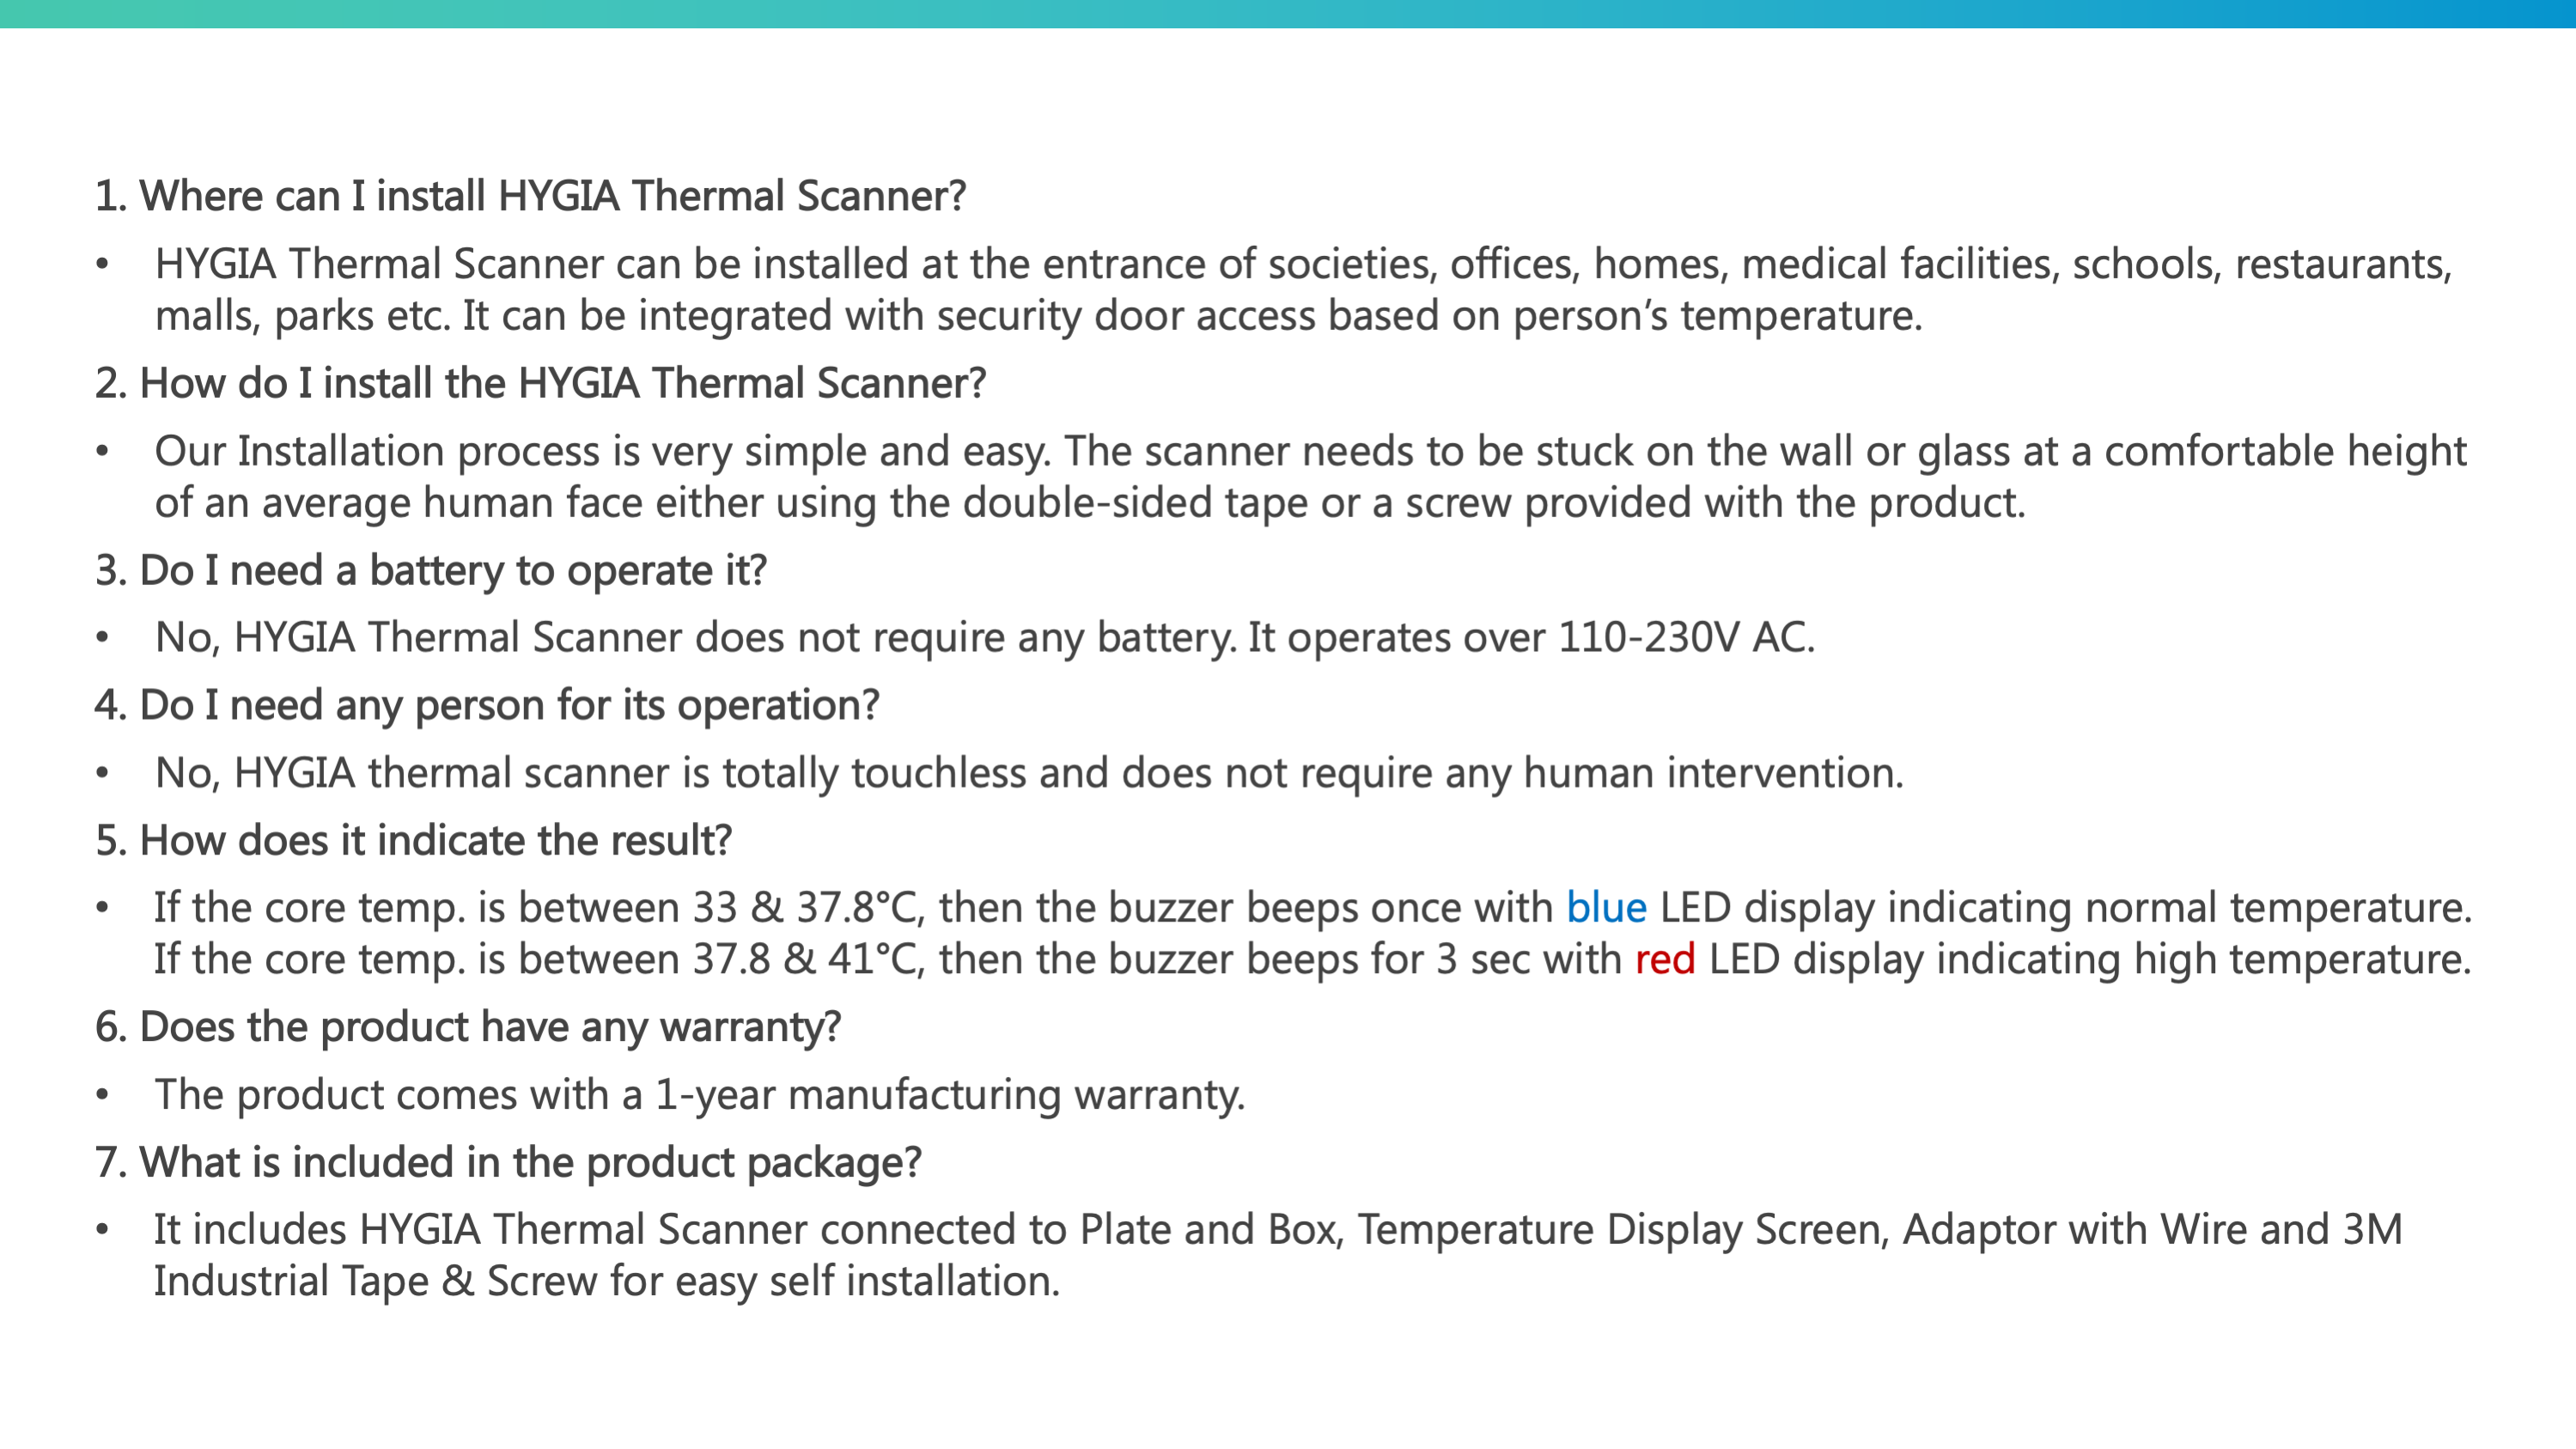 1. Where can I install HYGIA Thermal Scanner?
• HYGIA Thermal Scanner can be installed at the entrance of societies, offices, homes, medical facilities, schools, restaurants,
malls, parks etc. It can be integrated with security door access based on person’s temperature.
2. How do I install the HYGIA Thermal Scanner?
• Our Installation process is very simple and easy. The scanner needs to be stuck on the wall or glass at a comfortable height
of an average human face either using the double-sided tape or a screw provided with the product.
3. Do I need a battery to operate it?
• No, HYGIA Thermal Scanner does not require any battery. It operates over 110-230V AC.
4. Do I need any person for its operation?
• No, HYGIA thermal scanner is totally touchless and does not require any human intervention.
5. How does it indicate the result?
• If the core temp. is between 33 & 37.8°C, then the buzzer beeps once with blue LED display indicating normal temperature.
If the core temp. is between 37.8 & 41°C, then the buzzer beeps for 3 sec with red LED display indicating high temperature.
6. Does the product have any warranty?
• The product comes with a 1-year manufacturing warranty.
7. What is included in the product package?
• It includes HYGIA Thermal Scanner connected to Plate and Box, Temperature Display Screen, Adaptor with Wire and 3M
Industrial Tape & Screw for easy self installation.